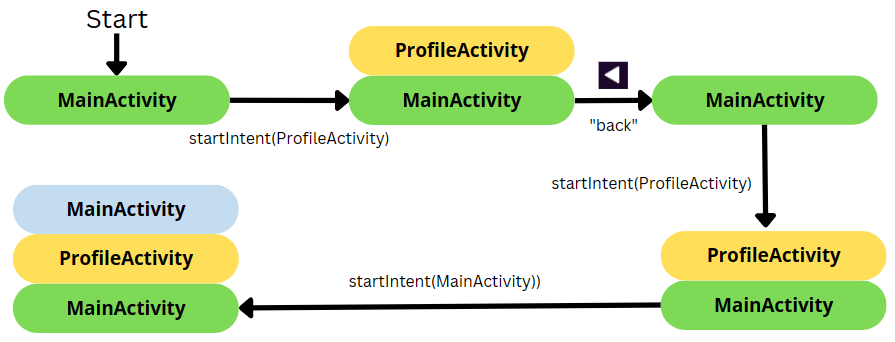 Start
MainActivity
startIntent(ProfileActivity)
ProfileActivity
MainActivity
"back"
MainActivity
startIntent(ProfileActivity)
ProfileActivity
MainActivity
startIntent(MainActivity))
MainActivity
ProfileActivity
MainActivity